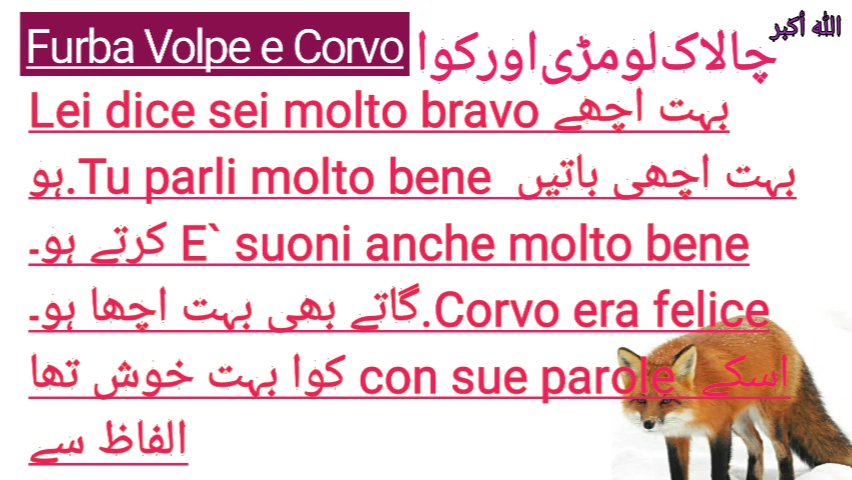 Furba Volpe e Corvo چالاک لومڑی اور کوا
الله أكبر
Lei dice sei molto bravo بہت اچھے
ہو.Tu parli molto bene بہت اچھی باتیں
کرتے ہو۔ E` suoni anche molto bene
گاتے بھی بہت اچھا ہو۔.Corvo era felice
کوا بہت خوش تھا con sue parole اسکے
الفاظ سے